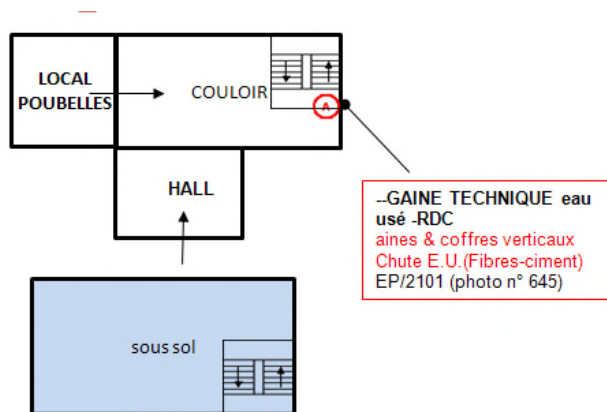 LOCAL
POUBELLES
COULOIR
A
HALL
--GAINE TECHNIQUE eau
usé -RDC
aines & coffres verticaux
Chute E.U.(Fibres-ciment)
EP/2101 (photo n° 645)
sous sol